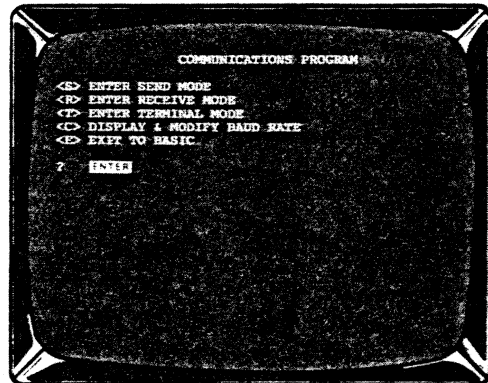 COMMUNICATIONS PROGRAM
<S> ENTER SEND MODE
<R> ENTER RECEIVE MODE
<T> ENTER TERMINAL MODE
<C> DISPLAY & MODIFY BAUD RATE
<E> EXIT TO BASIC
? ENTER